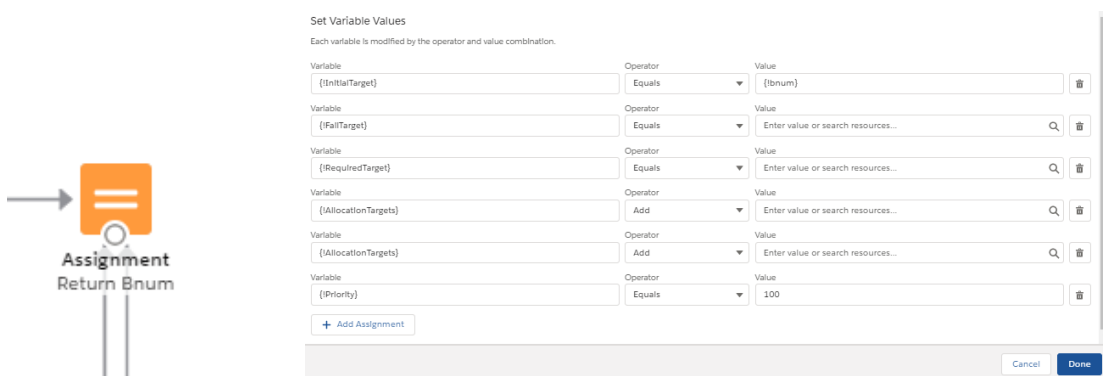 Assignment
Return Bnum
Set Variable Values
Each variable is modified by the operator and value combination.
Variable Operator Value
{!InitialTarget} Equals {!bnum}
Variable Operator Value
{!FallTarget} Equals Enter value or search resources...
Variable Operator Value
{!RequiredTarget} Equals Enter value or search resources...
Variable Operator Value
{!AllocationTargets} Add Enter value or search resources...
Variable Operator Value
{!AllocationTargets} Add Enter value or search resources...
Variable Operator Value
{!Priority} Equals 100
+ Add Assignment
Cancel Done